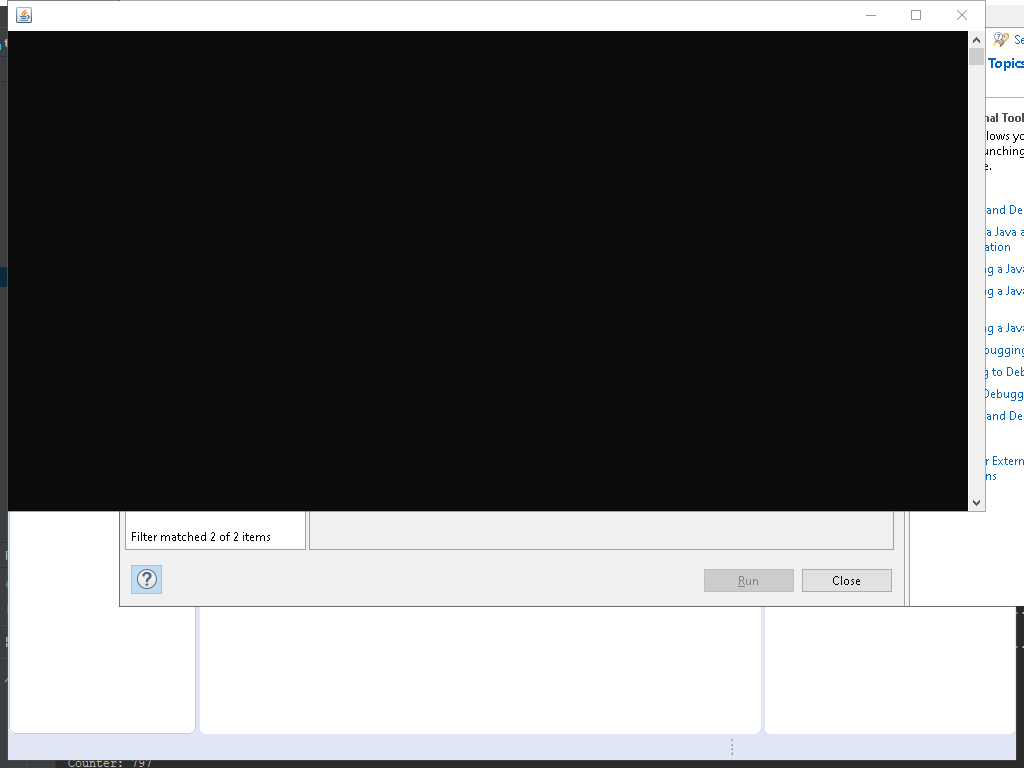 Topics
and De
a Java a
ation
g a Java
g a Java
g a Java
bugging
g to Deb
Debugg
and De
r Extern
ns
nal Tool
lows yo
unching
e.
Se
Filter matched 2 of 2 items
?
Run
Close
Counter: 797